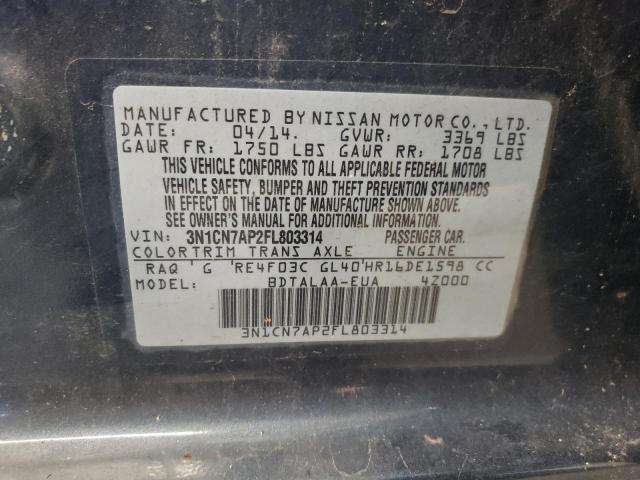 MANUFACTURED BY NISSAN MOTOR CO., LTD.
DATE: 04/14. GVWR: 3369 LBS
GAWR FR: 1750 LBS GAWR RR: 1708 LBS
THIS VEHICLE CONFORMS TO ALL APPLICABLE FEDERAL MOTOR
VEHICLE SAFETY, BUMPER AND THEFT PREVENTION STANDARDS
IN EFFECT ON THE DATE OF MANUFACTURE SHOWN ABOVE.
SEE OWNER'S MANUAL FOR ADDITIONAL INFORMATION.
VIN: 3N1CN7AP2FL803314 PASSENGER CAR.
COLOR TRIM TRANS AXLE ENGINE
RAQ ' G 'RE4F03C GL40'HR16DE1598 CC
MODEL: BDTALAA-EUA 4Z000
3N1CN7AP2FL803314